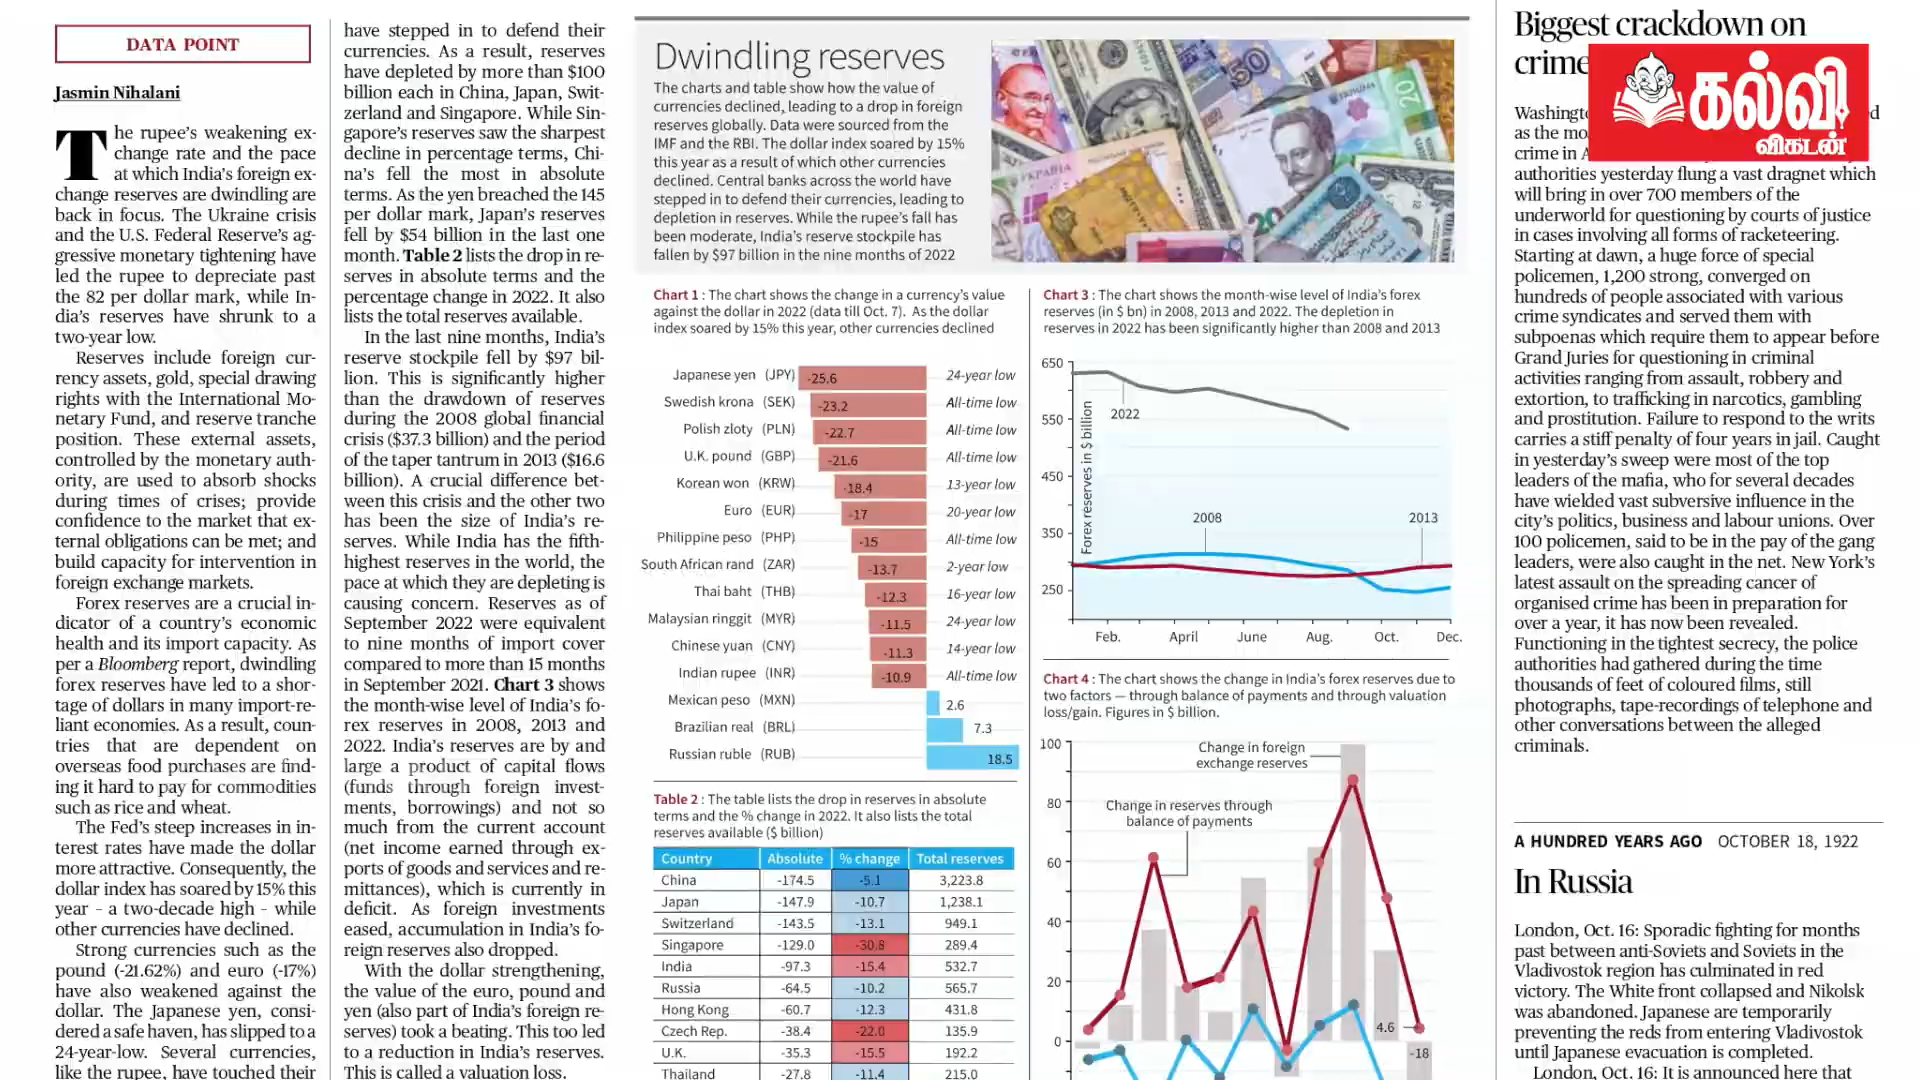 DATA POINT
Jasmin Nihalani
The rupee's weakening ex-
change rate and the pace
at which India's foreign ex-
change reserves are dwindling are
back in focus. The Ukraine crisis
and the U.S. Federal Reserve's ag-
gressive monetary tightening have
led the rupee to depreciate past
the 82 per dollar mark, while In-
dia's reserves have shrunk to a
two-year low.
Reserves include foreign cur-
rency assets, gold, special drawing
rights with the International Mo-
netary Fund, and reserve tranche
position. These external assets,
controlled by the monetary auth-
ority, are used to absorb shocks
during times of crises; provide
confidence to the market that ex-
ternal obligations can be met; and
build capacity for intervention in
foreign exchange markets.
Forex reserves are a crucial in-
dicator of a country's economic
health and its import capacity. As
per a Bloomberg report, dwindling
forex reserves have led to a shor-
tage of dollars in many import-re-
liant economies. As a result, coun-
tries that are dependent on
overseas food purchases are find-
ing it hard to pay for commodities
such as rice and wheat.
The Fed's steep increases in in-
terest rates have made the dollar
more attractive. Consequently, the
dollar index has soared by 15% this
year – a two-decade high – while
other currencies have declined.
Strong currencies such as the
pound (-21.62%) and euro (-17%)
have also weakened against the
dollar. The Japanese yen, consi-
dered a safe haven, has slipped to a
24-year-low. Several currencies,
like the rupee, have touched their
have stepped in to defend their
currencies. As a result, reserves
have depleted by more than $100
billion each in China, Japan, Swit-
zerland and Singapore. While Sin-
gapore's reserves saw the sharpest
decline in percentage terms, Chi-
na's fell the most in absolute
terms. As the yen breached the 145
per dollar mark, Japan's reserves
fell by $54 billion in the last one
month. Table 2 lists the drop in re-
serves in absolute terms and the
percentage change in 2022. It also
lists the total reserves available.
In the last nine months, India's
reserve stockpile fell by $97 bil-
lion. This is significantly higher
than the drawdown of reserves
during the 2008 global financial
crisis ($37.3 billion) and the period
of the taper tantrum in 2013 ($16.6
billion). A crucial difference bet-
ween this crisis and the other two
has been the size of India's re-
serves. While India has the fifth-
highest reserves in the world, the
pace at which they are depleting is
causing concern. Reserves as of
September 2022 were equivalent
to nine months of import cover
compared to more than 15 months
in September 2021. Chart 3 shows
the month-wise level of India's fo-
rex reserves in 2008, 2013 and
2022. India's reserves are by and
large a product of capital flows
(funds through foreign invest-
ments, borrowings) and not so
much from the current account
(net income earned through ex-
ports of goods and services and re-
mittances), which is currently in
deficit. As foreign investments
eased, accumulation in India's fo-
reign reserves also dropped.
With the dollar strengthening,
the value of the euro, pound and
yen (also part of India's foreign re-
serves) took a beating. This too led
to a reduction in India's reserves.
This is called a valuation loss.
Dwindling reserves
The charts and table show how the value of
currencies declined, leading to a drop in foreign
reserves globally. Data were sourced from the
IMF and the RBI. The dollar index soared by 15%
this year as a result of which other currencies
declined. Central banks across the world have
stepped in to defend their currencies, leading to
depletion in reserves. While the rupee's fall has
been moderate, India's reserve stockpile has
fallen by $97 billion in the nine months of 2022
Chart 1 : The chart shows the change in a currency's value
against the dollar in 2022 (data till Oct. 7). As the dollar
index soared by 15% this year, other currencies declined
Japanese yen (JPY) -25.6 24-year low
Swedish krona (SEK) -23.2 All-time low
Polish zloty (PLN) -22.7 All-time low
U.K. pound (GBP) -21.6 All-time low
Korean won (KRW) -18.4 13-year low
Euro (EUR) -17 20-year low
Philippine peso (PHP) -15 All-time low
South African rand (ZAR) -13.7 2-year low
Thai baht (THB) -12.3 16-year low
Malaysian ringgit (MYR) -11.5 24-year low
Chinese yuan (CNY) -11.3 14-year low
Indian rupee (INR) -10.9 All-time low
Mexican peso (MXN) 2.6
Brazilian real (BRL) 7.3
Russian ruble (RUB) 18.5
Table 2 : The table lists the drop in reserves in absolute
terms and the % change in 2022. It also lists the total
reserves available ($ billion)
Country Absolute % change Total reserves
China -174.5 -5.1 3,223.8
Japan -147.9 -10.7 1,238.1
Switzerland -143.5 -13.1 949.1
Singapore -129.0 -30.8 289.4
India -97.3 -15.4 532.7
Russia -64.5 -10.2 565.7
Hong Kong -60.7 -12.3 431.8
Czech Rep. -38.4 -22.0 135.9
U.K. -35.3 -15.5 192.2
Thailand -27.8 -11.4 215.0
Chart 3 : The chart shows the month-wise level of India's forex
reserves (in $ bn) in 2008, 2013 and 2022. The depletion in
reserves in 2022 has been significantly higher than 2008 and 2013
Forex reserves in $ billion
650
550
450
350
250
2022
2008
2013
Feb. April June Aug. Oct. Dec.
Chart 4 : The chart shows the change in India's forex reserves due to
two factors — through balance of payments and through valuation
loss/gain. Figures in $ billion.
100
80
60
40
20
0
Change in foreign
exchange reserves
Change in reserves through
balance of payments
4.6
-18
Biggest crackdown on
crime
கல்வி
விகடன்
as the mo
crime in A
authorities yesterday flung a vast dragnet which
will bring in over 700 members of the
underworld for questioning by courts of justice
in cases involving all forms of racketeering.
Starting at dawn, a huge force of special
policemen, 1,200 strong, converged on
hundreds of people associated with various
crime syndicates and served them with
subpoenas which require them to appear before
Grand Juries for questioning in criminal
activities ranging from assault, robbery and
extortion, to trafficking in narcotics, gambling
and prostitution. Failure to respond to the writs
carries a stiff penalty of four years in jail. Caught
in yesterday's sweep were most of the top
leaders of the mafia, who for several decades
have wielded vast subversive influence in the
city's politics, business and labour unions. Over
100 policemen, said to be in the pay of the gang
leaders, were also caught in the net. New York's
latest assault on the spreading cancer of
organised crime has been in preparation for
over a year, it has now been revealed.
Functioning in the tightest secrecy, the police
authorities had gathered during the time
thousands of feet of coloured films, still
photographs, tape-recordings of telephone and
other conversations between the alleged
criminals.
A HUNDRED YEARS AGO OCTOBER 18, 1922
In Russia
London, Oct. 16: Sporadic fighting for months
past between anti-Soviets and Soviets in the
Vladivostok region has culminated in red
victory. The White front collapsed and Nikolsk
was abandoned. Japanese are temporarily
preventing the reds from entering Vladivostok
until Japanese evacuation is completed.
London, Oct. 16: It is announced here that